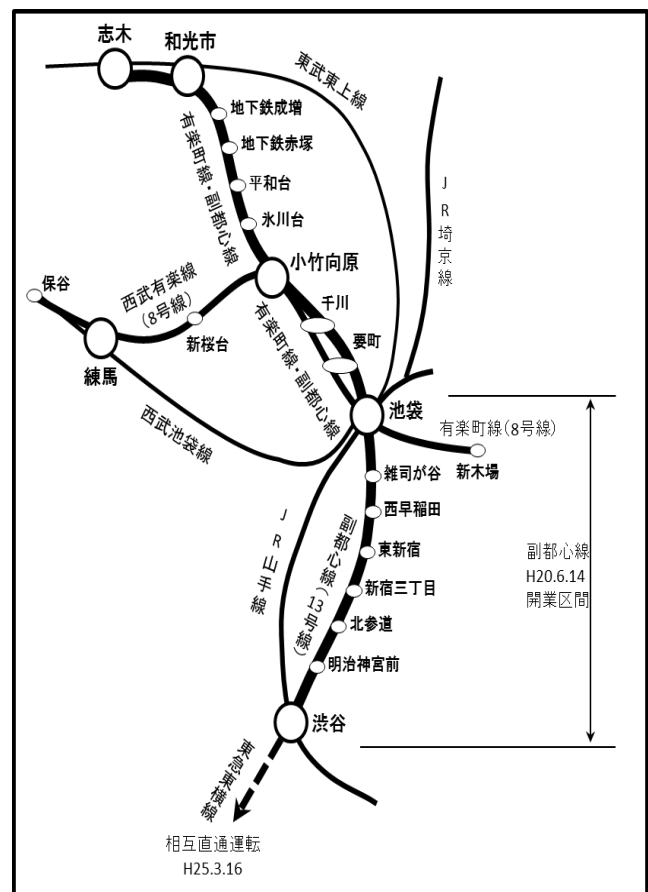 志木
和光市
東武東上線
地下鉄成増
地下鉄赤塚
平和台
氷川台
有楽町線・副都心線
JR埼京線
小竹向原
保谷
西武有楽線
(8号線)
新桜台
練馬
千川
要町
有楽町線・副都心線
池袋
西武池袋線
有楽町線(8号線)
新木場
雑司が谷
西早稲田
東新宿
新宿三丁目
北参道
明治神宮前
JR山手線
副都心線(13号線)
副都心線
H20.6.14
開業区間
渋谷
東急東横線
相互直通運転
H25.3.16